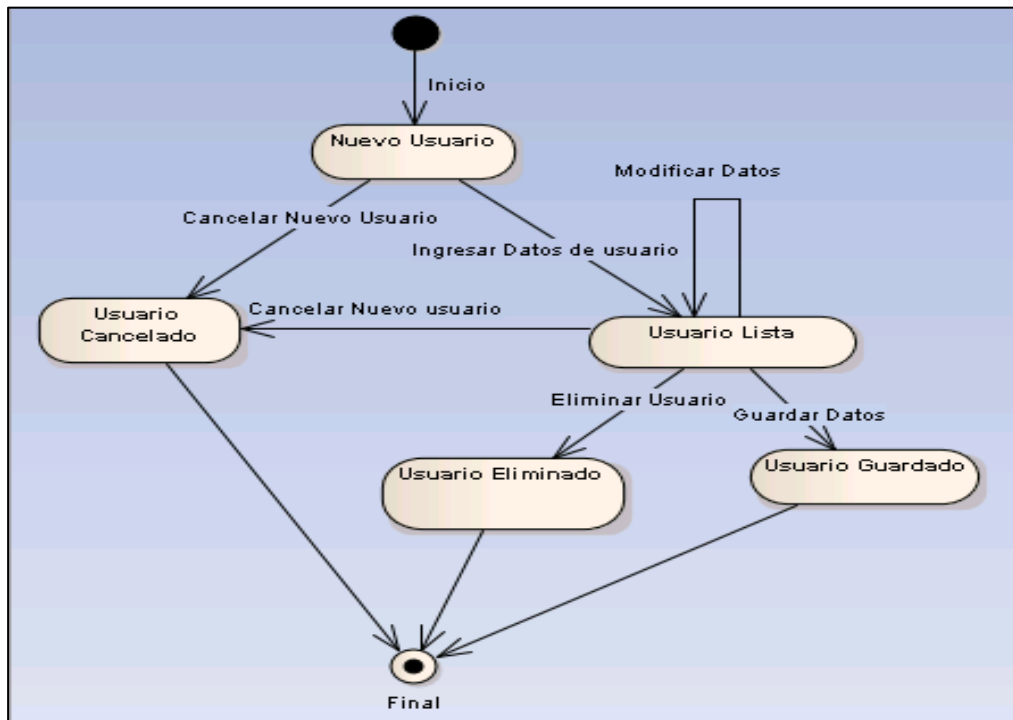 Inicio
Nuevo Usuario
Modificar Datos
Cancelar Nuevo Usuario
Ingresar Datos de usuario
Usuario
Cancelado
Cancelar Nuevo usuario
Usuario Lista
Eliminar Usuario
Guardar Datos
Usuario Eliminado
Usuario Guardado
Final